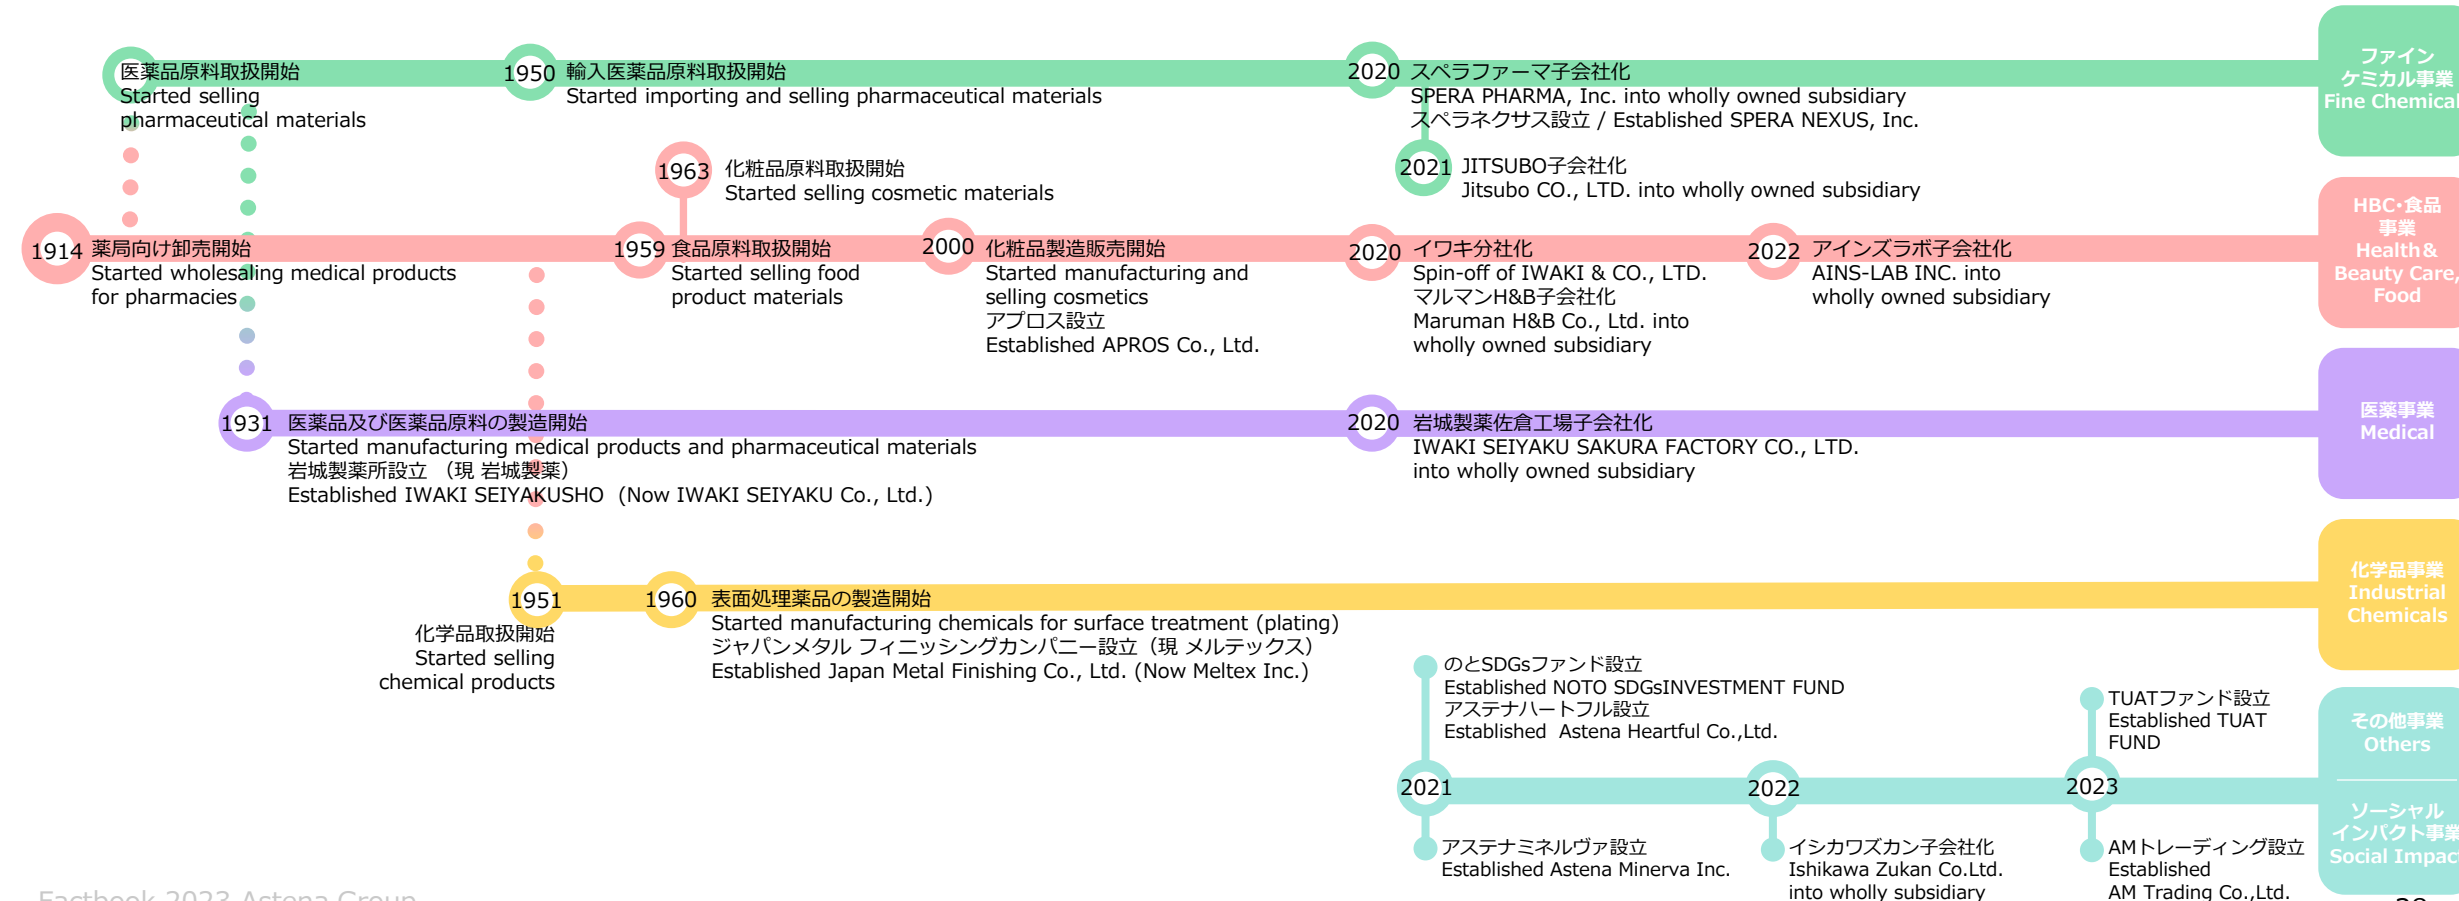 医薬品原料取扱開始
Started selling
pharmaceutical materials
1950
輸入医薬品原料取扱開始
Started importing and selling pharmaceutical materials
2020
スペラファーマ子会社化
SPERA PHARMA, Inc. into wholly owned subsidiary
スペラネクサス設立 / Established SPERA NEXUS, Inc.
2021
JITSUBO子会社化
Jitsubo CO., LTD. into wholly owned subsidiary
ファイン
ケミカル事業
Fine Chemical
1963
化粧品原料取扱開始
Started selling cosmetic materials
1914
薬局向け卸売開始
Started wholesaling medical products
for pharmacies
1959
食品原料取扱開始
Started selling food
product materials
2000
化粧品製造販売開始
Started manufacturing and
selling cosmetics
アプロス設立
Established APROS Co., Ltd.
2020
イワキ分社化
Spin-off of IWAKI & CO., LTD.
マルマンH&B子会社化
Maruman H&B Co., Ltd. into
wholly owned subsidiary
2022
アインズラボ子会社化
AINS-LAB INC. into
wholly owned subsidiary
HBC・食品
事業
Health&
Beauty Care,
Food
1931
医薬品及び医薬品原料の製造開始
Started manufacturing medical products and pharmaceutical materials
岩城製薬所設立 （現 岩城製薬）
Established IWAKI SEIYAKUSHO (Now IWAKI SEIYAKU Co., Ltd.)
2020
岩城製薬佐倉工場子会社化
IWAKI SEIYAKU SAKURA FACTORY CO., LTD.
into wholly owned subsidiary
医薬事業
Medical
1951
化学品取扱開始
Started selling
chemical products
1960
表面処理薬品の製造開始
Started manufacturing chemicals for surface treatment (plating)
ジャパンメタル フィニッシングカンパニー設立（現 メルテックス）
Established Japan Metal Finishing Co., Ltd. (Now Meltex Inc.)
化学品事業
Industrial
Chemicals
のとSDGsファンド設立
Established NOTO SDGsINVESTMENT FUND
アステナハートフル設立
Established Astena Heartful Co.,Ltd.
2021
アステナミネルヴァ設立
Established Astena Minerva Inc.
2022
イシカワズカン子会社化
Ishikawa Zukan Co.Ltd.
into wholly subsidiary
TUATファンド設立
Established TUAT
FUND
2023
AMトレーディング設立
Established
AM Trading Co.,Ltd.
その他事業
Others
ソーシャル
インパクト事業
Social Impac
Factbook 2023 Astena Group